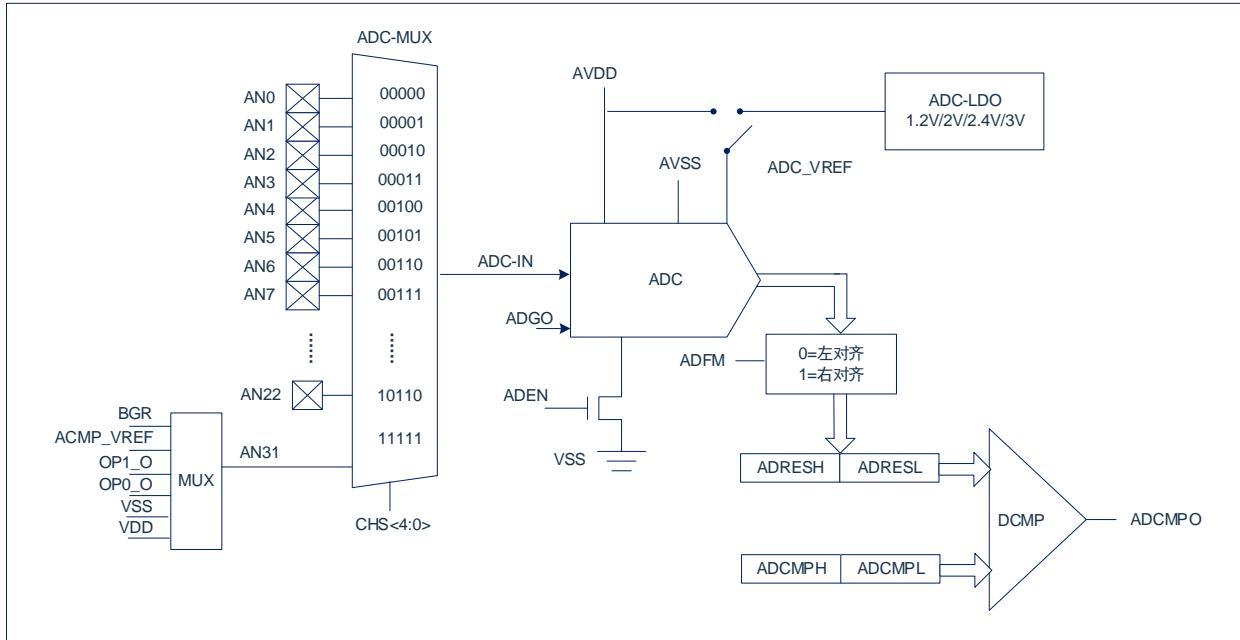 ADC-MUX
AN0
00000
AN1
00001
AN2
00010
AN3
00011
AN4
00100
AN5
00101
AN6
00110
AN7
00111
AN22
10110
11111
BGR
ACMP_VREF
OP1_O
OP0_O
VSS
VDD
MUX
AN31
CHS<4:0>
ADC-IN
ADGO
AVDD
AVSS
ADC_VREF
ADC-LDO
1.2V/2V/2.4V/3V
ADC
ADEN
VSS
ADFM
0=左对齐
1=右对齐
ADRESH
ADRESL
ADCMPH
ADCMPL
DCMP
ADCMPO